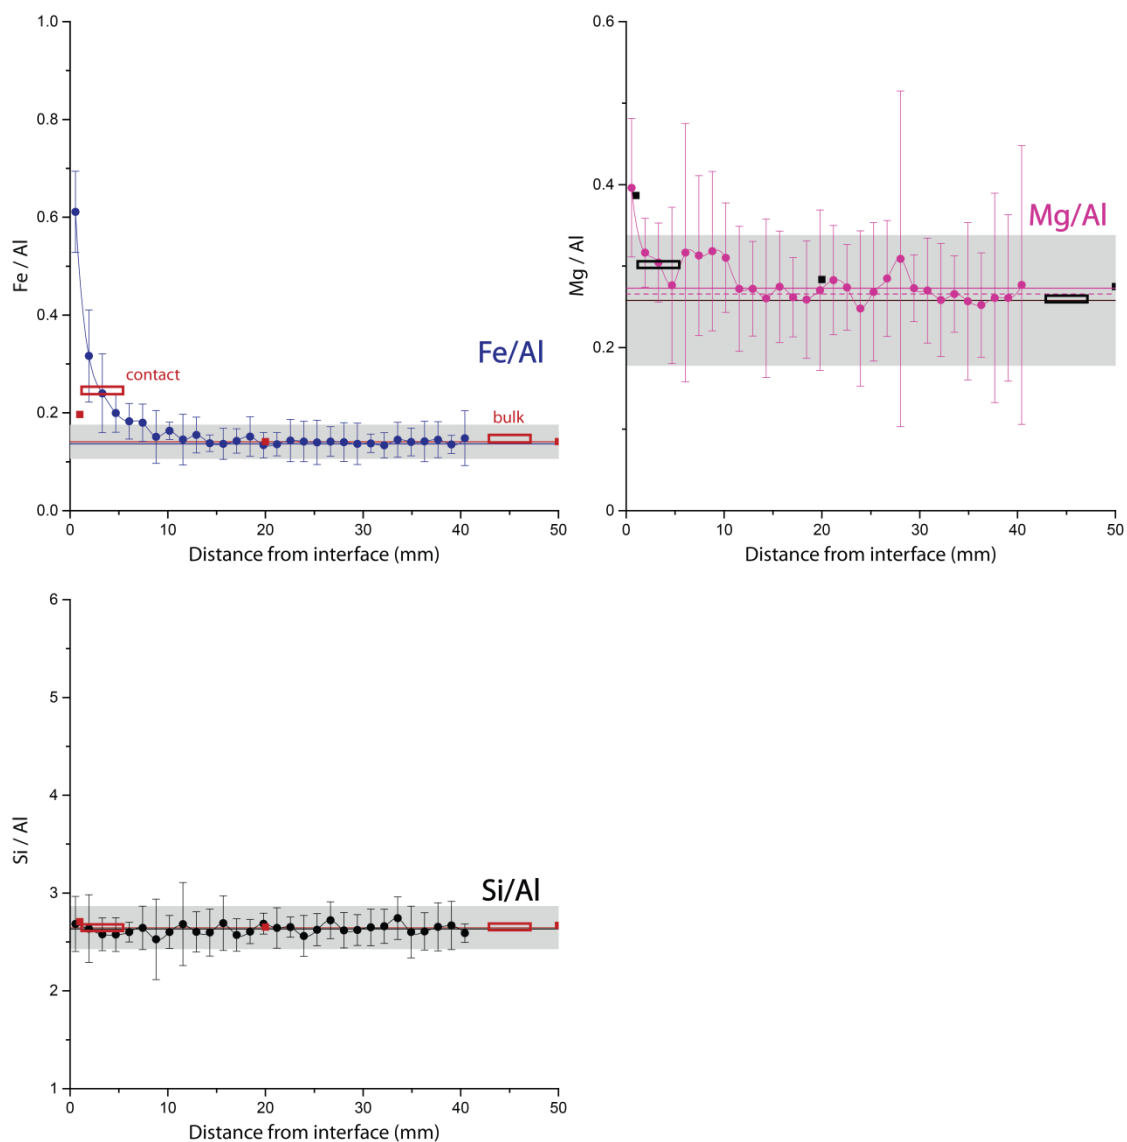 1.0
0.8
0.6
0.4
0.2
0.0
Fe / Al
Fe/Al
contact
bulk
0 10 20 30 40 50
Distance from interface (mm)
0.6
0.4
0.2
0
Mg / Al
Mg/Al
0 10 20 30 40 50
Distance from interface (mm)
6
5
4
3
2
1
Si / Al
Si/Al
0 10 20 30 40 50
Distance from interface (mm)